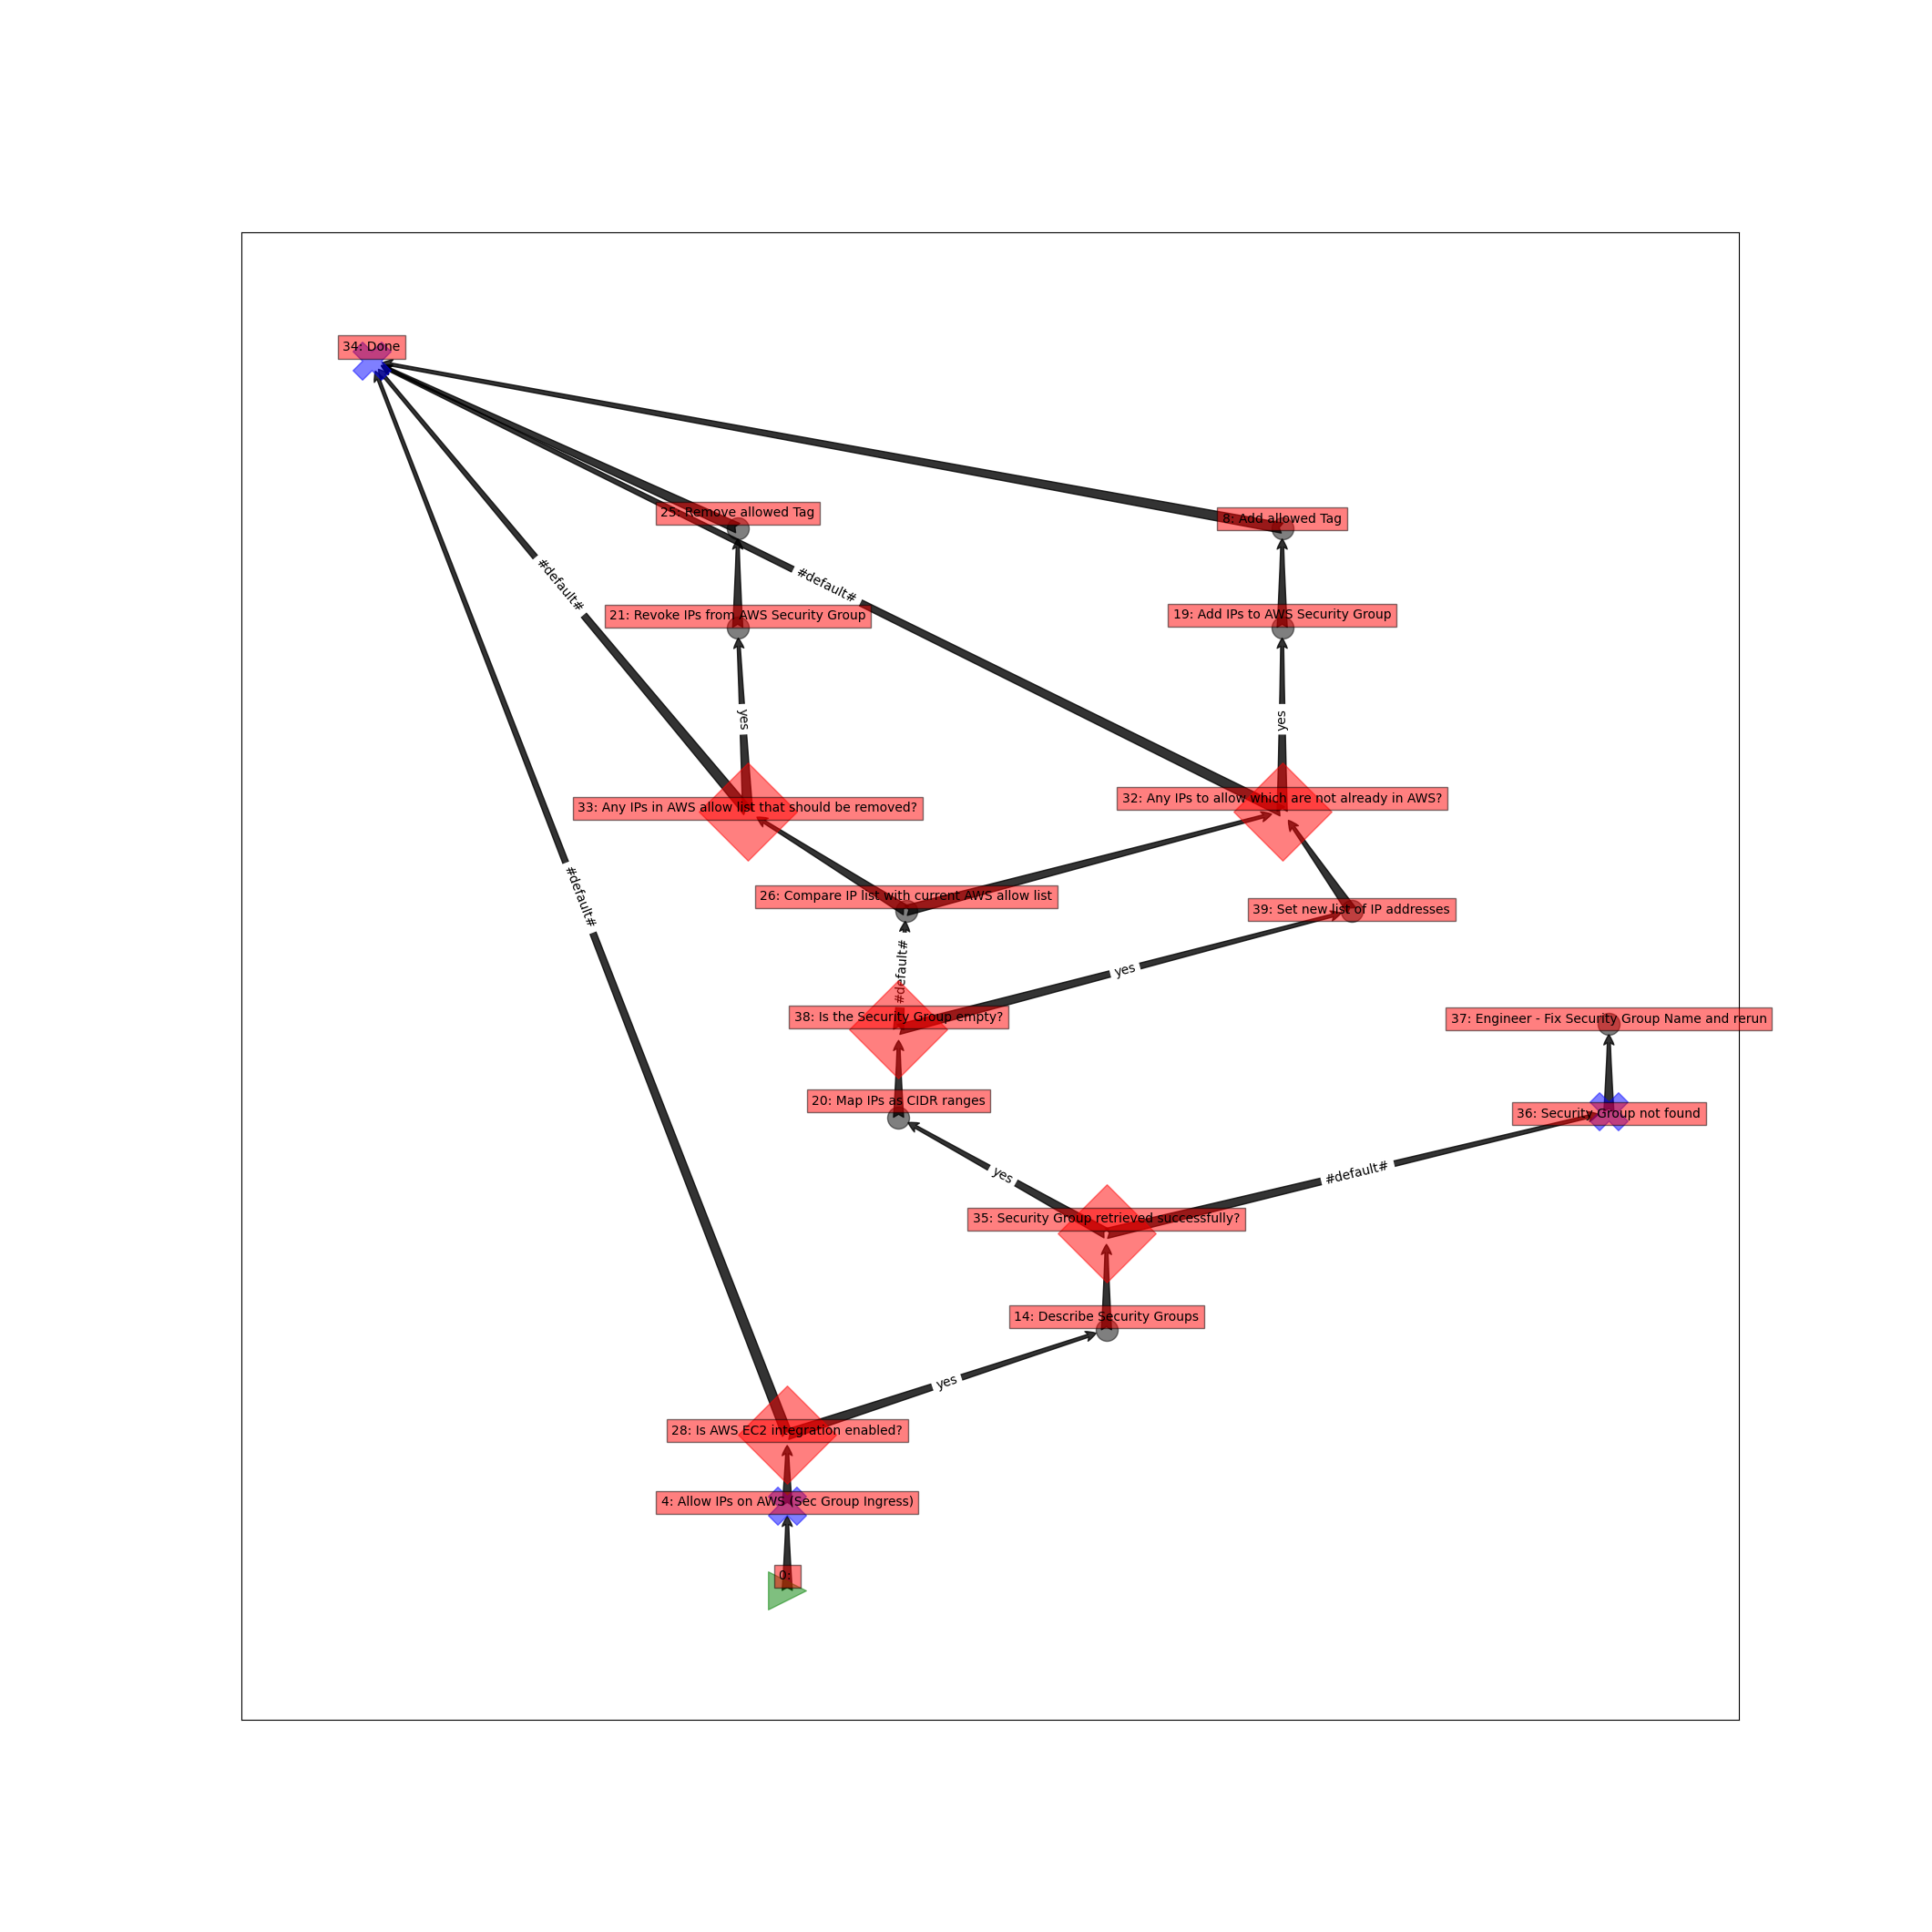 34: Done
25: Remove allowed Tag
8: Add allowed Tag
#default#
#default#
21: Revoke IPs from AWS Security Group
19: Add IPs to AWS Security Group
yes
yes
33: Any IPs in AWS allow list that should be removed?
32: Any IPs to allow which are not already in AWS?
#default#
26: Compare IP list with current AWS allow list
39: Set new list of IP addresses
#default#
yes
38: Is the Security Group empty?
37: Engineer - Fix Security Group Name and rerun
20: Map IPs as CIDR ranges
36: Security Group not found
yes
#default#
35: Security Group retrieved successfully?
14: Describe Security Groups
yes
28: Is AWS EC2 integration enabled?
4: Allow IPs on AWS (Sec Group Ingress)
0: